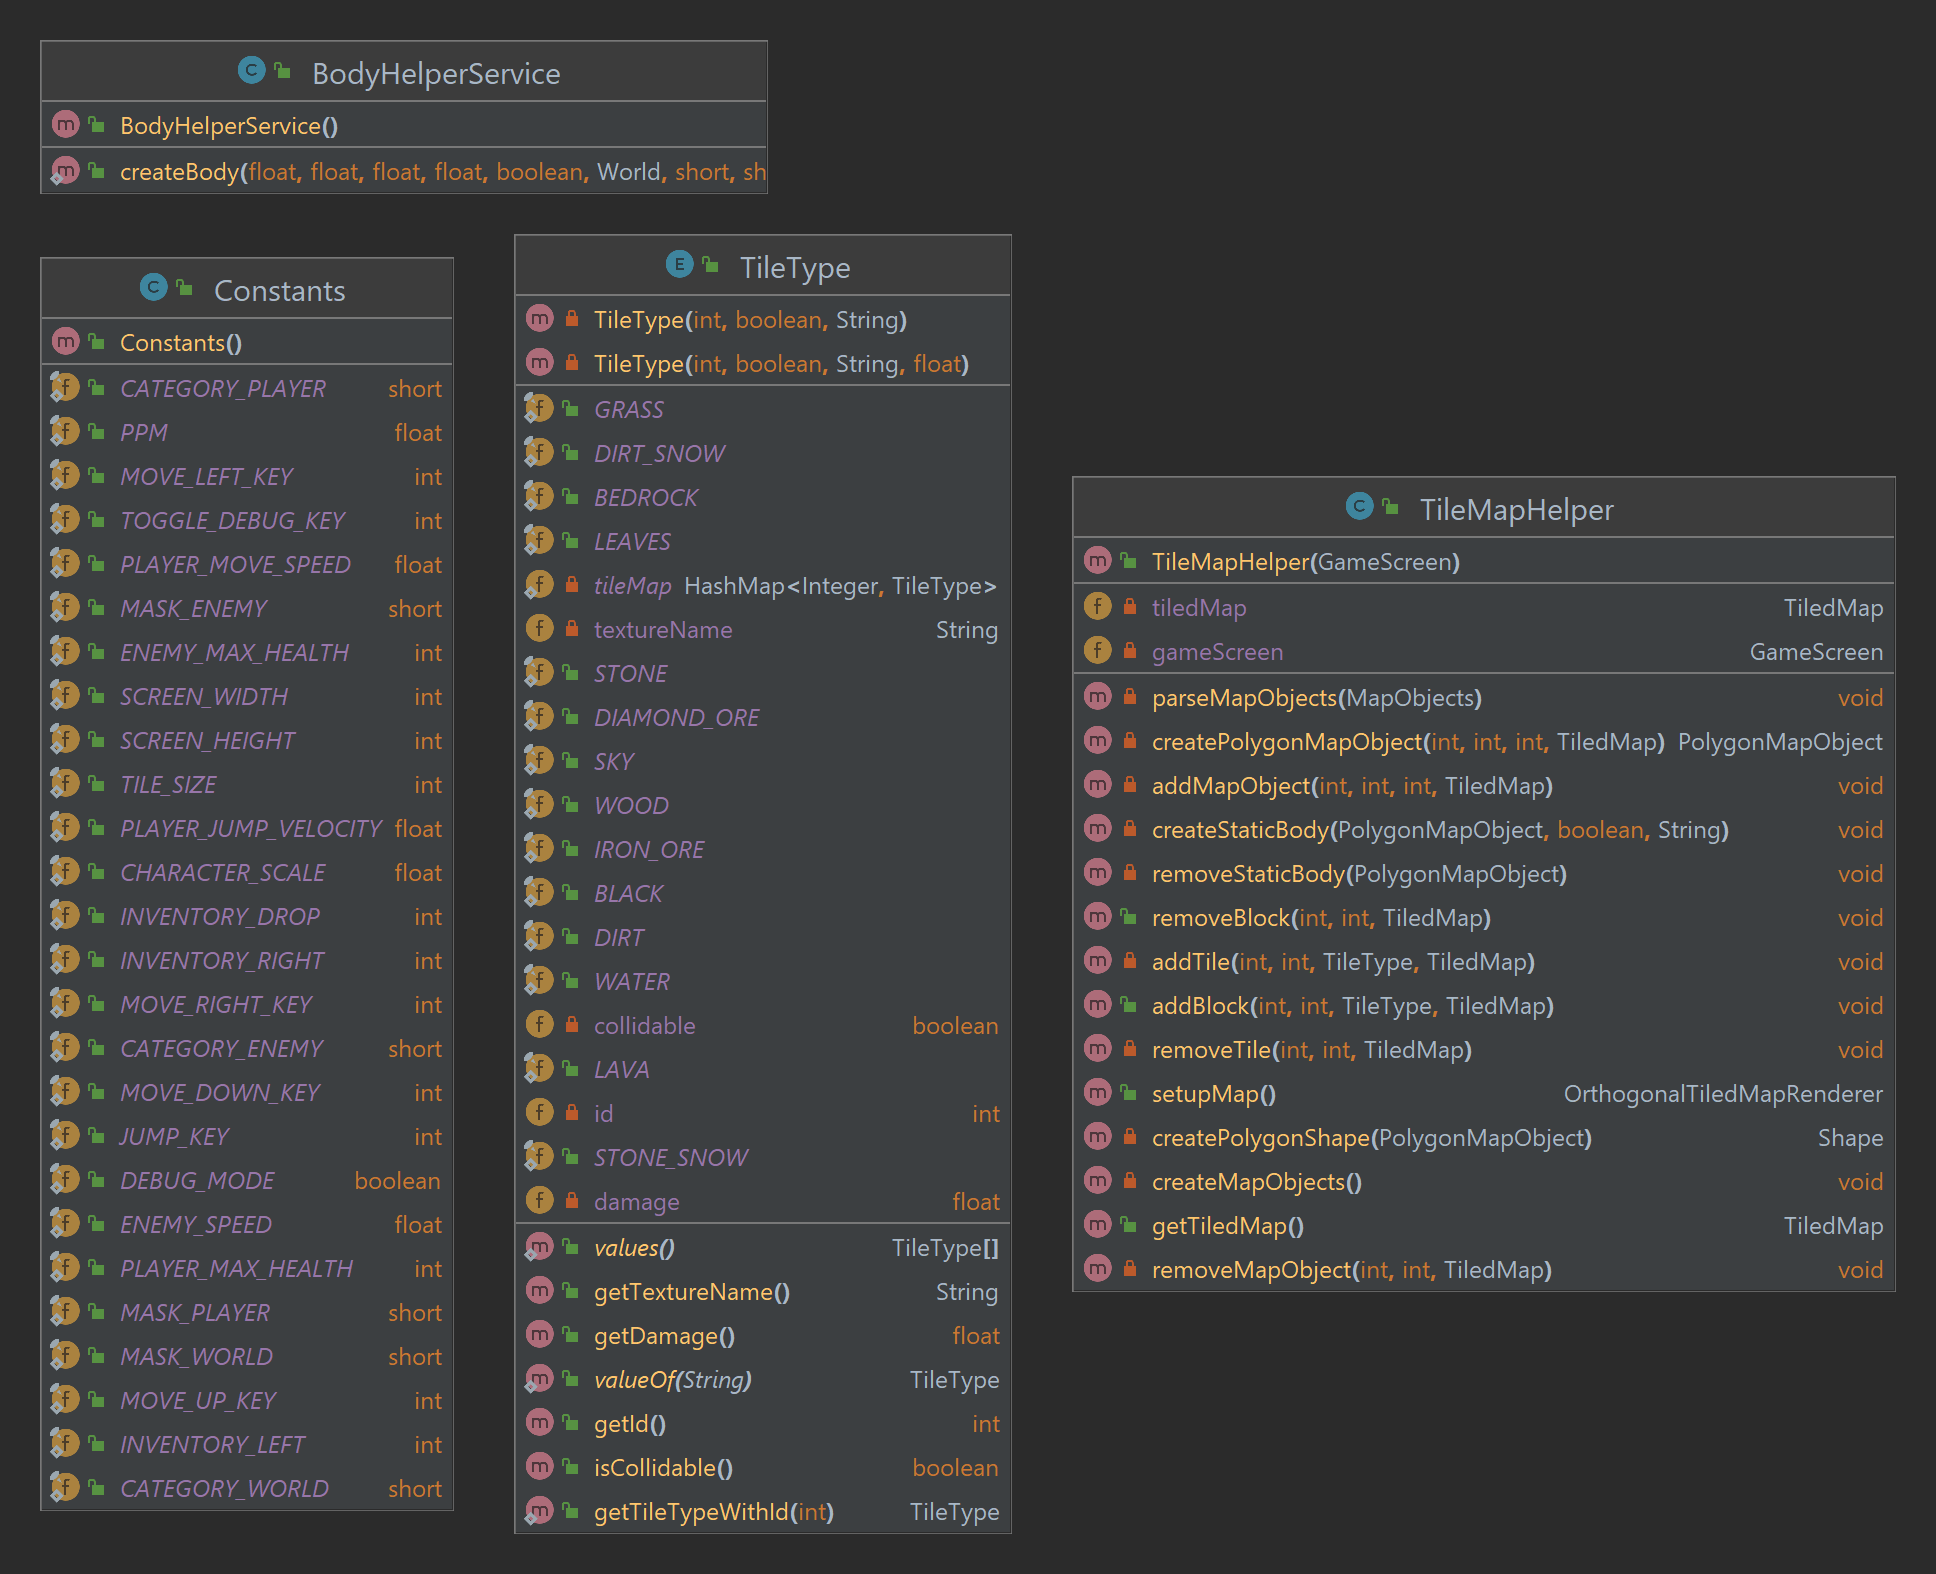 BodyHelperService
BodyHelperService()
createBody(float, float, float, float, boolean, World, short, sh
Constants
Constants()
CATEGORY_PLAYER short
PPM float
MOVE_LEFT_KEY int
TOGGLE_DEBUG_KEY int
PLAYER_MOVE_SPEED float
MASK_ENEMY short
ENEMY_MAX_HEALTH int
SCREEN_WIDTH int
SCREEN_HEIGHT int
TILE_SIZE int
PLAYER_JUMP_VELOCITY float
CHARACTER_SCALE float
INVENTORY_DROP int
INVENTORY_RIGHT int
MOVE_RIGHT_KEY int
CATEGORY_ENEMY short
MOVE_DOWN_KEY int
JUMP_KEY int
DEBUG_MODE boolean
ENEMY_SPEED float
PLAYER_MAX_HEALTH int
MASK_PLAYER short
MASK_WORLD short
MOVE_UP_KEY int
INVENTORY_LEFT int
CATEGORY_WORLD short
TileType
TileType(int, boolean, String)
TileType(int, boolean, String, float)
GRASS
DIRT_SNOW
BEDROCK
LEAVES
tileMap HashMap<Integer, TileType>
textureName String
STONE
DIAMOND_ORE
SKY
WOOD
IRON_ORE
BLACK
DIRT
WATER
collidable boolean
LAVA
id int
STONE_SNOW
damage float
values() TileType[]
getTextureName() String
getDamage() float
valueOf(String) TileType
getId() int
isCollidable() boolean
getTileTypeWithId(int) TileType
TileMapHelper
TileMapHelper(GameScreen)
tiledMap TiledMap
gameScreen GameScreen
parseMapObjects(MapObjects) void
createPolygonMapObject(int, int, int, TiledMap) PolygonMapObject
addMapObject(int, int, int, TiledMap) void
createStaticBody(PolygonMapObject, boolean, String) void
removeStaticBody(PolygonMapObject) void
removeBlock(int, int, TiledMap) void
addTile(int, int, TileType, TiledMap) void
addBlock(int, int, TileType, TiledMap) void
removeTile(int, int, TiledMap) void
setupMap() OrthogonalTiledMapRenderer
createPolygonShape(PolygonMapObject) Shape
createMapObjects() void
getTiledMap() TiledMap
removeMapObject(int, int, TiledMap) void